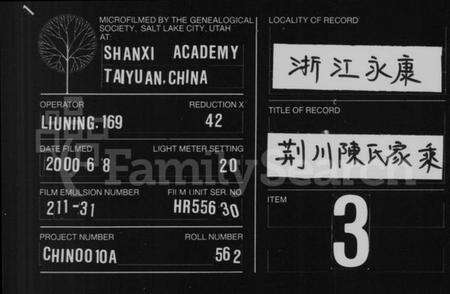 MICROFILMED BY THE GENEALOGICAL
SOCIETY, SALT LAKE CITY, UTAH
AT:
SHANXI ACADEMY
TAIYUAN, CHINA
OPERATOR
REDUCTION X
LIUNING. 169
42
DATE FILMED
LIGHT METER SETTING
2000 6 8
120
FILM EMULSION NUMBER
FILM UNIT SER. NO
211-31
HR556 30
PROJECT NUMBER
ROLL NUMBER
CHINO010A
562
LOCALITY OF RECORD
浙江永康
TITLE OF RECORD
荆川陳氏家乘
ITEM
3
FamilySearch